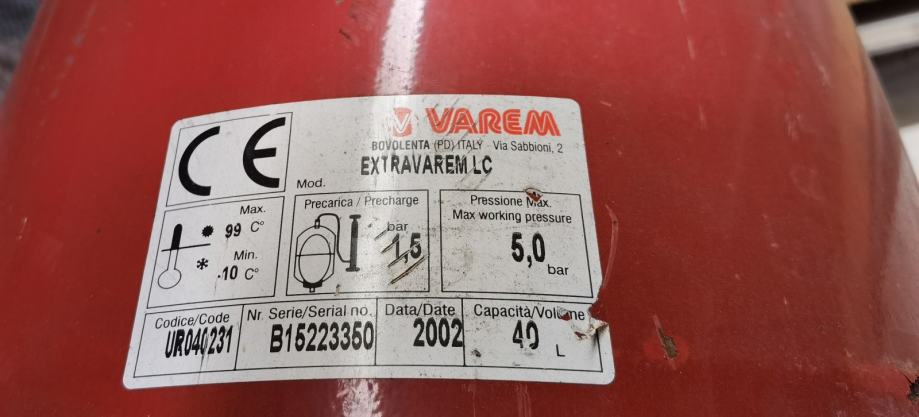 CE
VAREM
BOVOLENTA (PD) ITALY Via Sabbioni, 2
Mod. EXTRAVAREM LC
Max. 99 C°
Min. -10 C°
Precarica / Precharge
bar
1,5
Pressione Max.
Max working pressure
5,0 bar
Codice/Code
UR040231
Nr. Serie/Serial no.
B15223350
Data/Date
2002
Capacità/Volume
40 L